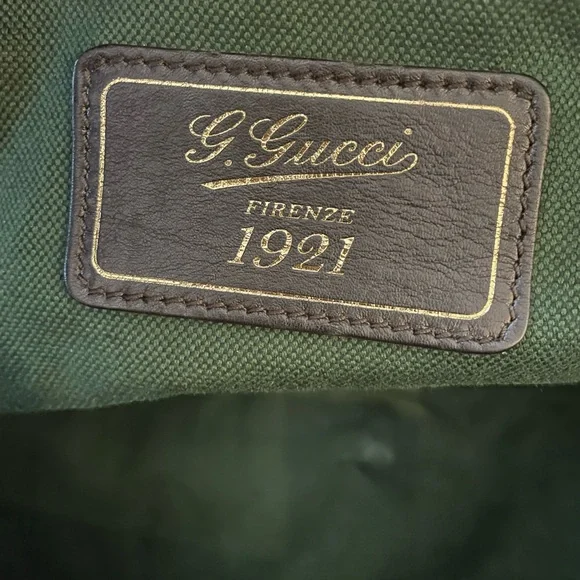 G. Gucci
FIRENZE
1921